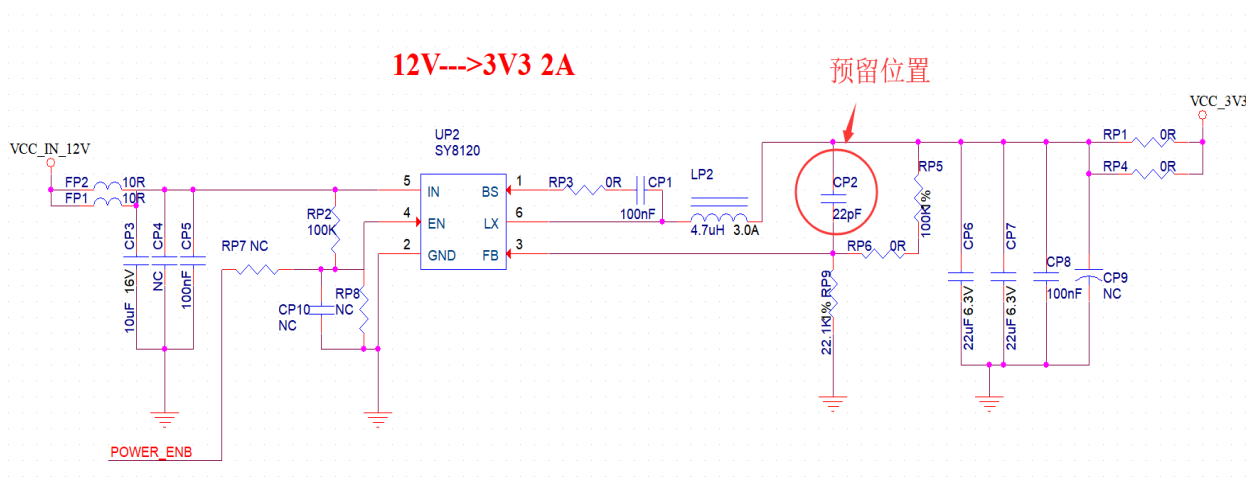 12V--->3V3 2A
预留位置
VCC_3V3
VCC_IN_12V
UP2
SY8120
RP1 0R
FP2 10R
FP1 10R
5 IN
BS 1
RP3 0R
CP1
100nF
LP2
4.7uH 3.0A
CP2
22pF
RP5
100K1%
RP4 0R
4 EN
LX 6
2 GND
FB 3
RP2
100K
RP7 NC
CP3
10uF 16V
CP4
NC
CP5
100nF
CP10
NC
RP8
NC
RP6 0R
RP9
22.1K1%
CP6
22uF 6.3V
CP7
22uF 6.3V
CP8
100nF
CP9
NC
POWER_ENB